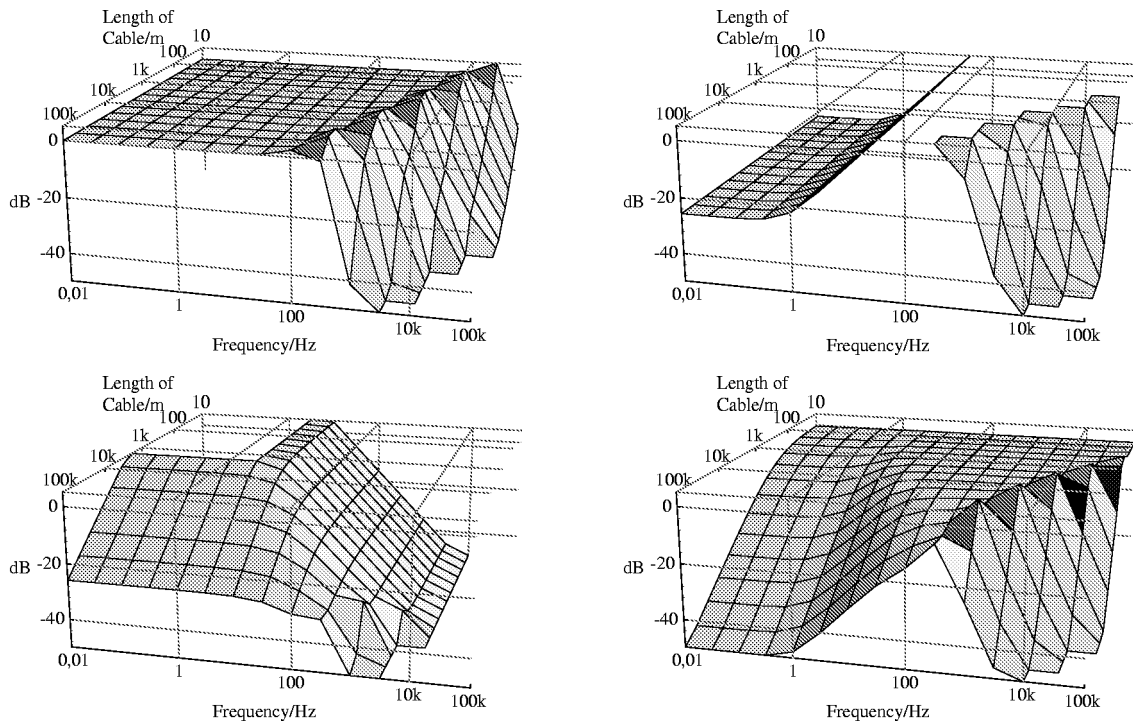 Length of
Cable/m
10
100
1k
10k
100k
0
-20
dB
-40
0,01
1
100
10k
100k
Frequency/Hz
Length of
Cable/m
10
100
1k
10k
100k
0
-20
dB
-40
0,01
1
100
10k
100k
Frequency/Hz
Length of
Cable/m
10
100
1k
10k
100k
0
-20
dB
-40
0,01
1
100
10k
100k
Frequency/Hz
Length of
Cable/m
10
100
1k
10k
100k
0
-20
dB
-40
0,01
1
100
10k
100k
Frequency/Hz